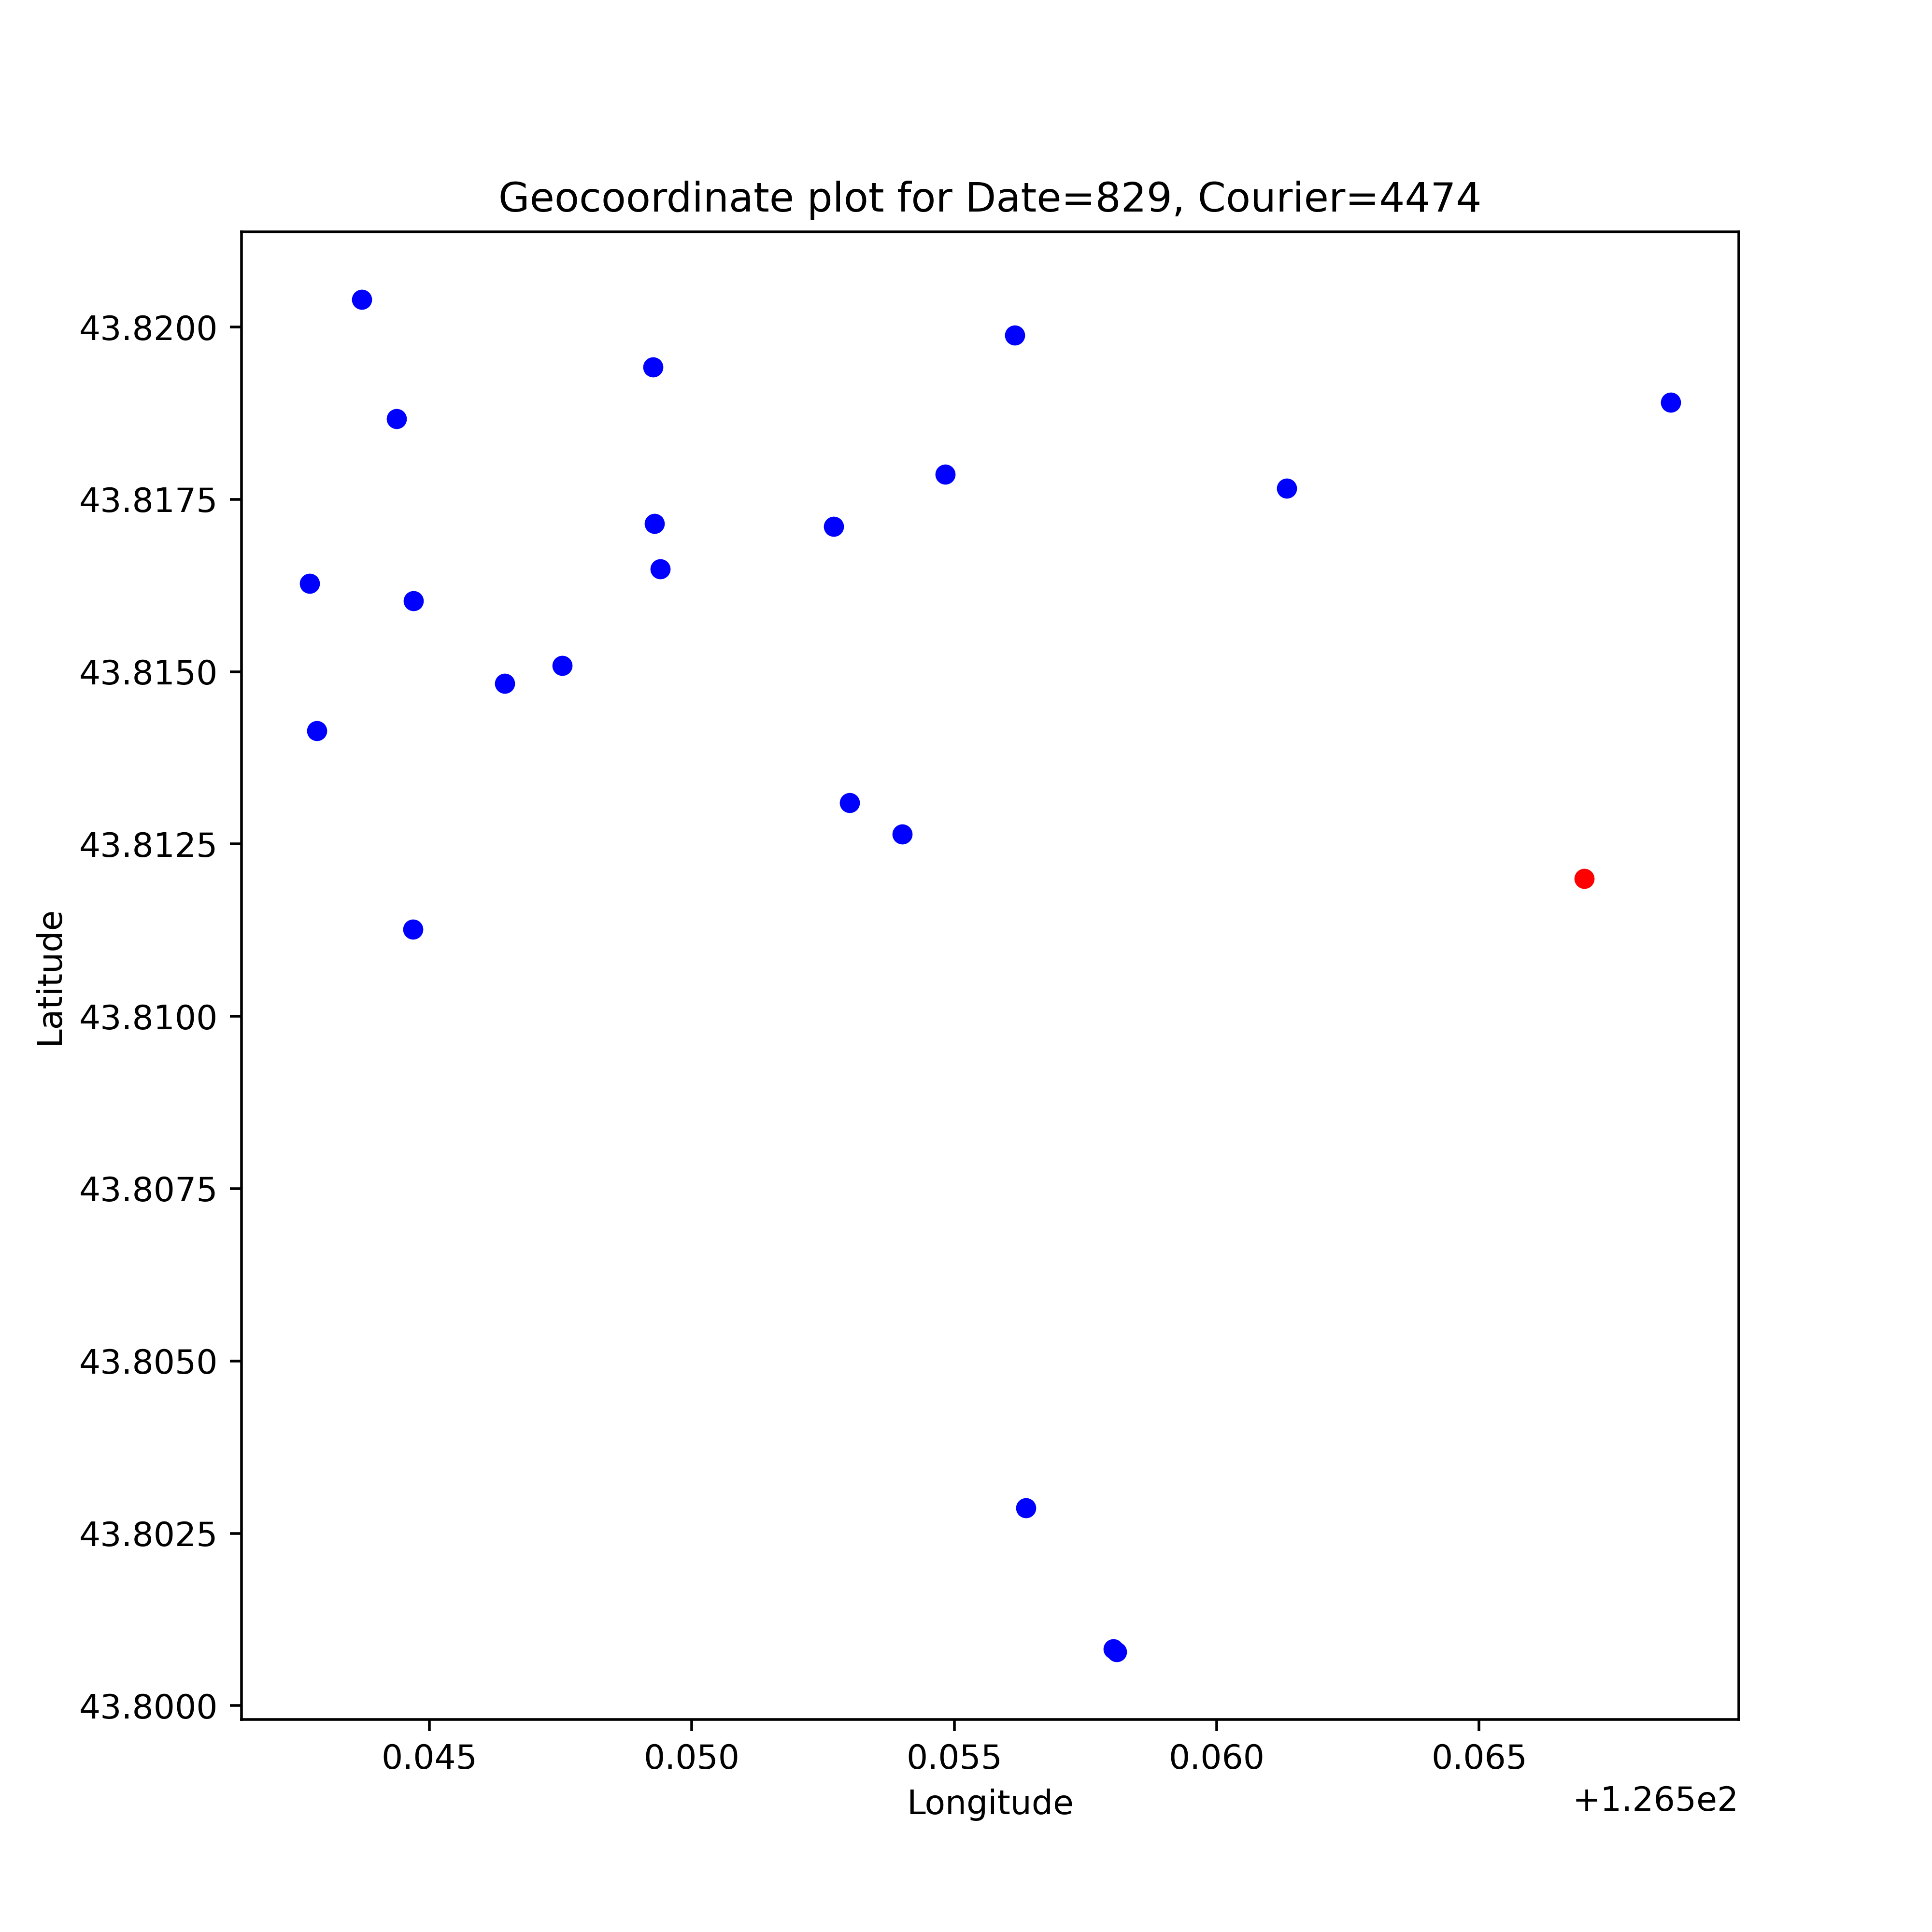 Geocoordinate plot for Date=829, Courier=4474
43.8200
43.8175
43.8150
43.8125
43.8100
43.8075
43.8050
43.8025
43.8000
Latitude
0.045 0.050 0.055 0.060 0.065
Longitude
+1.265e2